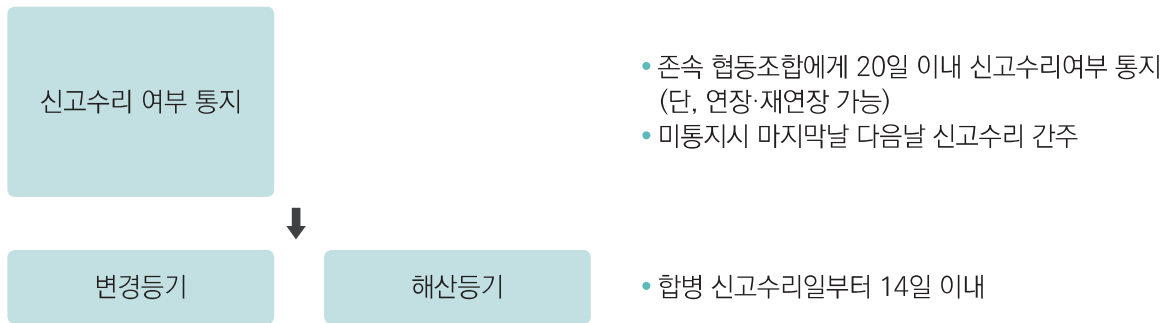 신고수리 여부 통지
• 존속 협동조합에게 20일 이내 신고수리여부 통지
(단, 연장·재연장 가능)
• 미통지시 마지막날 다음날 신고수리 간주
변경등기
해산등기
• 합병 신고수리일부터 14일 이내